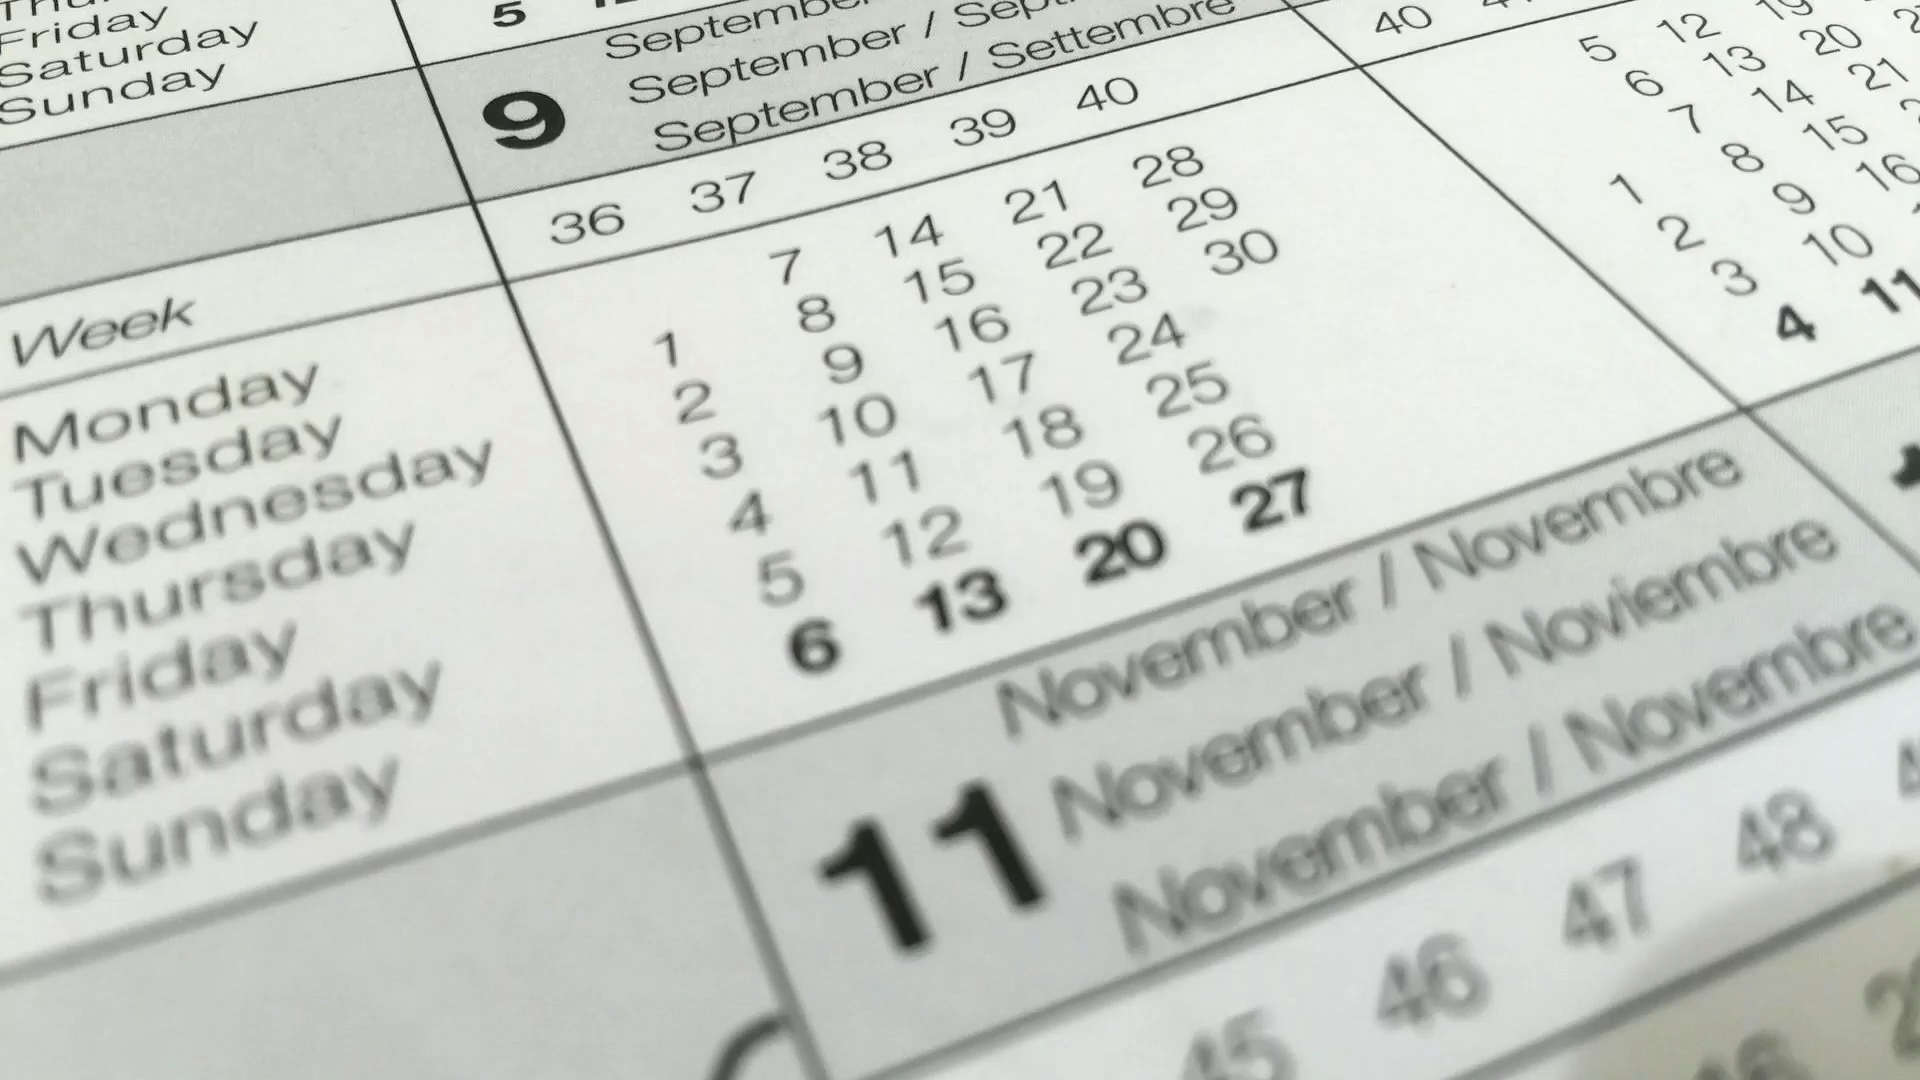 Friday
Saturday
Sunday
5
9
September / Settembre
September
September /
36 37 38 39 40
Week
Monday 7 14 21 28
Tuesday 1 8 15 22 29
Wednesday 2 9 16 23 30
Thursday 3 10 17 24
Friday 4 11 18 25
Saturday 5 12 19 26
Sunday 6 13 20 27
40
5 12 19
6 13 20
7 14 21
1 8 15
2 9 16
3 10
4 11
11
November / Novembre
November / Noviembre
November / Novembre
45 46 47 48